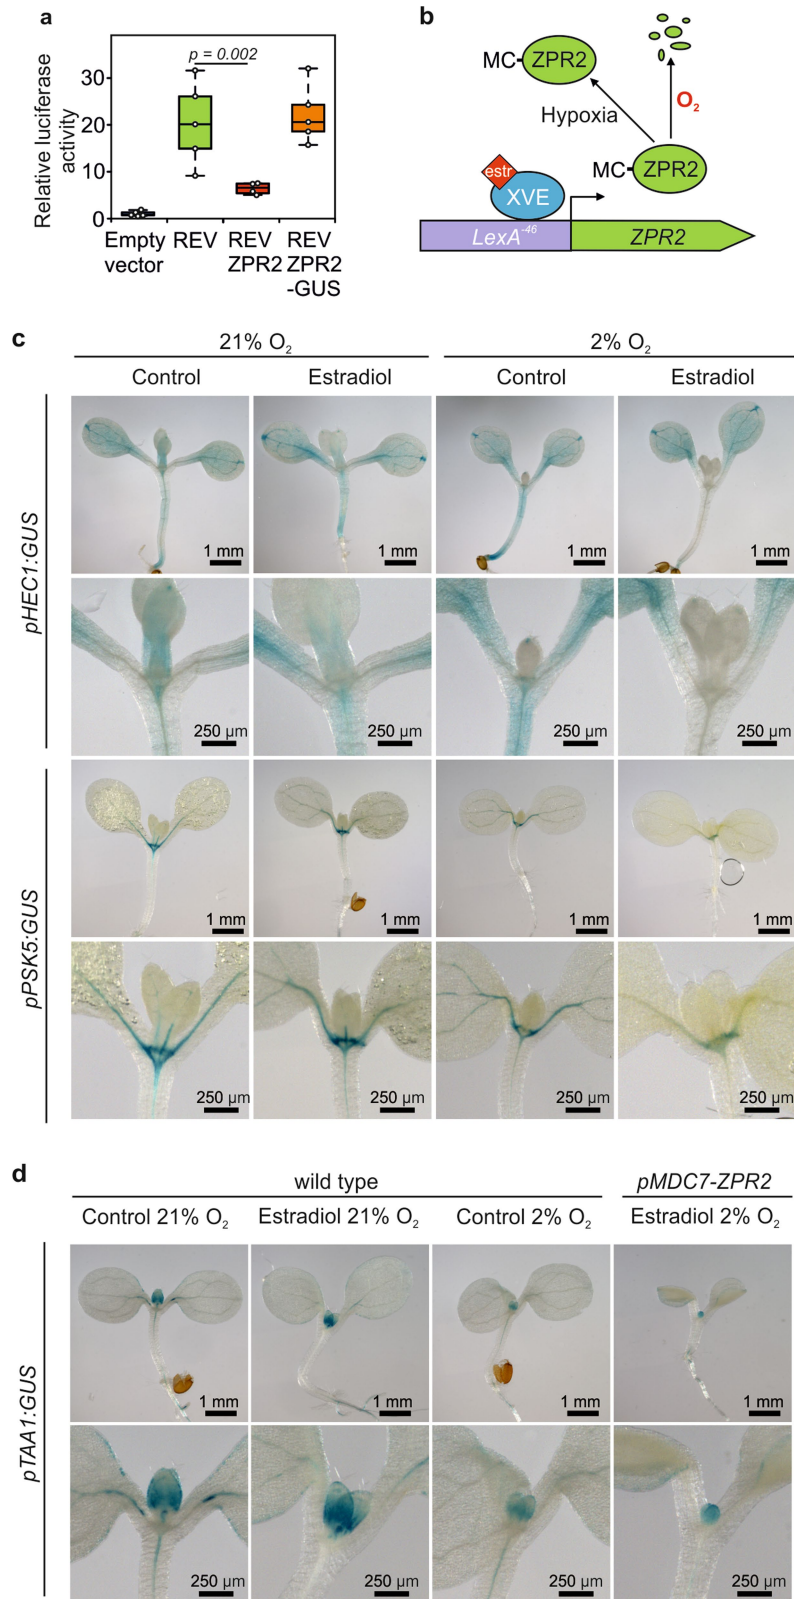 a
p = 0.002
Relative luciferase
activity
30
20
10
0
Empty
vector
REV
REV
ZPR2
REV
ZPR2
-GUS
b
MC-ZPR2
Hypoxia
O2
MC-ZPR2
estr
XVE
LexA-46
ZPR2
c
21% O2
2% O2
Control
Estradiol
Control
Estradiol
pHEC1:GUS
1 mm
1 mm
1 mm
1 mm
250 µm
250 µm
250 µm
250 µm
pPSK5:GUS
1 mm
1 mm
1 mm
1 mm
250 µm
250 µm
250 µm
250 µm
d
wild type
pMDC7-ZPR2
Control 21% O2
Estradiol 21% O2
Control 2% O2
Estradiol 2% O2
pTAA1:GUS
1 mm
1 mm
1 mm
1 mm
250 µm
250 µm
250 µm
250 µm